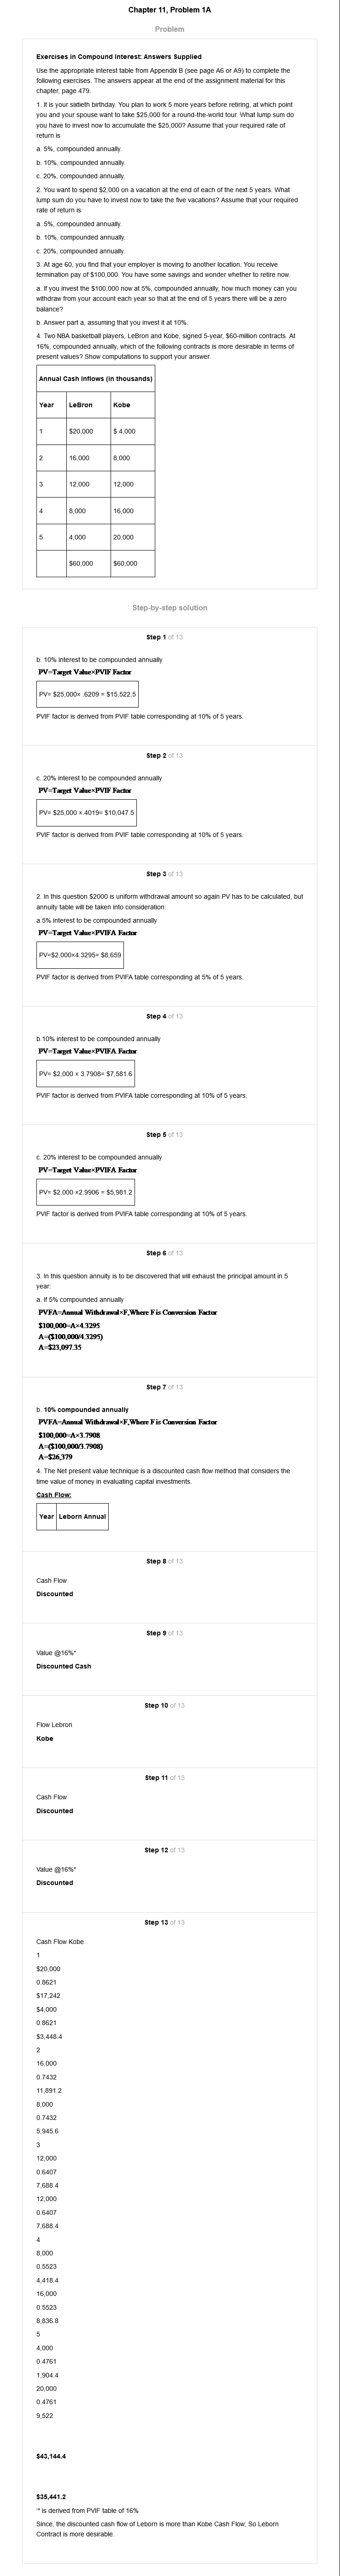 Chapter 11, Problem 1A
Problem
Exercises in Compound Interest: Answers Supplied
Use the appropriate interest table from Appendix B (see page A6 or A9) to complete the
following exercises. The answers appear at the end of the assignment material for this
chapter, page 479.
1. It is your sixtieth birthday. You plan to work 5 more years before retiring, at which point
you and your spouse want to take $25,000 for a round-the-world tour. What lump sum do
you have to invest now to accumulate the $25,000? Assume that your required rate of
return is
a. 5%, compounded annually.
b. 10%, compounded annually.
c. 20%, compounded annually.
2. You want to spend $2,000 on a vacation at the end of each of the next 5 years. What
lump sum do you have to invest now to take the five vacations? Assume that your required
rate of return is
a. 5%, compounded annually.
b. 10%, compounded annually.
c. 20%, compounded annually.
3. At age 60, you find that your employer is moving to another location. You receive
termination pay of $100,000. You have some savings and wonder whether to retire now.
a. If you invest the $100,000 now at 5%, compounded annually, how much money can you
withdraw from your account each year so that at the end of 5 years there will be a zero
balance?
b. Answer part a, assuming that you invest it at 10%.
4. Two NBA basketball players, LeBron and Kobe, signed 5-year, $60-million contracts. At
16%, compounded annually, which of the following contracts is more desirable in terms of
present values? Show computations to support your answer.
Annual Cash Inflows (in thousands)
Year LeBron Kobe
1 $20,000 $ 4,000
2 16,000 8,000
3 12,000 12,000
4 8,000 16,000
5 4,000 20,000
$60,000 $60,000
Step-by-step solution
Step 1 of 13
b. 10% interest to be compounded annually
PV=Target Value×PVIF Factor
PV= $25,000× .6209 = $15,522.5
PVIF factor is derived from PVIF table corresponding at 10% of 5 years.
Step 2 of 13
c. 20% interest to be compounded annually
PV=Target Value×PVIF Factor
PV= $25,000 ×.4019= $10,047.5
PVIF factor is derived from PVIF table corresponding at 10% of 5 years.
Step 3 of 13
2. In this question $2000 is uniform withdrawal amount so again PV has to be calculated, but
annuity table will be taken into consideration:
a.5% interest to be compounded annually
PV=Target Value×PVIFA Factor
PV=$2,000×4.3295= $8,659
PVIF factor is derived from PVIFA table corresponding at 5% of 5 years.
Step 4 of 13
b.10% interest to be compounded annually
PV=Target Value×PVIFA Factor
PV= $2,000 × 3.7908= $7,581.6
PVIF factor is derived from PVIFA table corresponding at 10% of 5 years.
Step 5 of 13
c. 20% interest to be compounded annually
PV=Target Value×PVIFA Factor
PV= $2,000 ×2.9906 = $5,981.2
PVIF factor is derived from PVIFA table corresponding at 10% of 5 years.
Step 6 of 13
3. In this question annuity is to be discovered that will exhaust the principal amount in 5
year:
a. If 5% compounded annually
PVFA=Annual Withdrawal×F,Where F is Conversion Factor
$100,000=A×4.3295
A=($100,000/4.3295)
A=$23,097.35
Step 7 of 13
b. 10% compounded annually
PVFA=Annual Withdrawal×F,Where F is Conversion Factor
$100,000=A×3.7908
A=($100,000/3.7908)
A=$26,379
4. The Net present value technique is a discounted cash flow method that considers the
time value of money in evaluating capital investments.
Cash Flow:
Year Leborn Annual
Step 8 of 13
Cash Flow
Discounted
Step 9 of 13
Value @16%*
Discounted Cash
Step 10 of 13
Flow Lebron
Kobe
Step 11 of 13
Cash Flow
Discounted
Step 12 of 13
Value @16%*
Discounted
Step 13 of 13
Cash Flow Kobe
1
$20,000
0.8621
$17,242
$4,000
0.8621
$3,448.4
2
16,000
0.7432
11,891.2
8,000
0.7432
5,945.6
3
12,000
0.6407
7,688.4
12,000
0.6407
7,688.4
4
8,000
0.5523
4,418.4
16,000
0.5523
8,836.8
5
4,000
0.4761
1,904.4
20,000
0.4761
9,522
$43,144.4
$35,441.2
'*' is derived from PVIF table of 16%
Since, the discounted cash flow of Leborn is more than Kobe Cash Flow; So Leborn
Contract is more desirable.